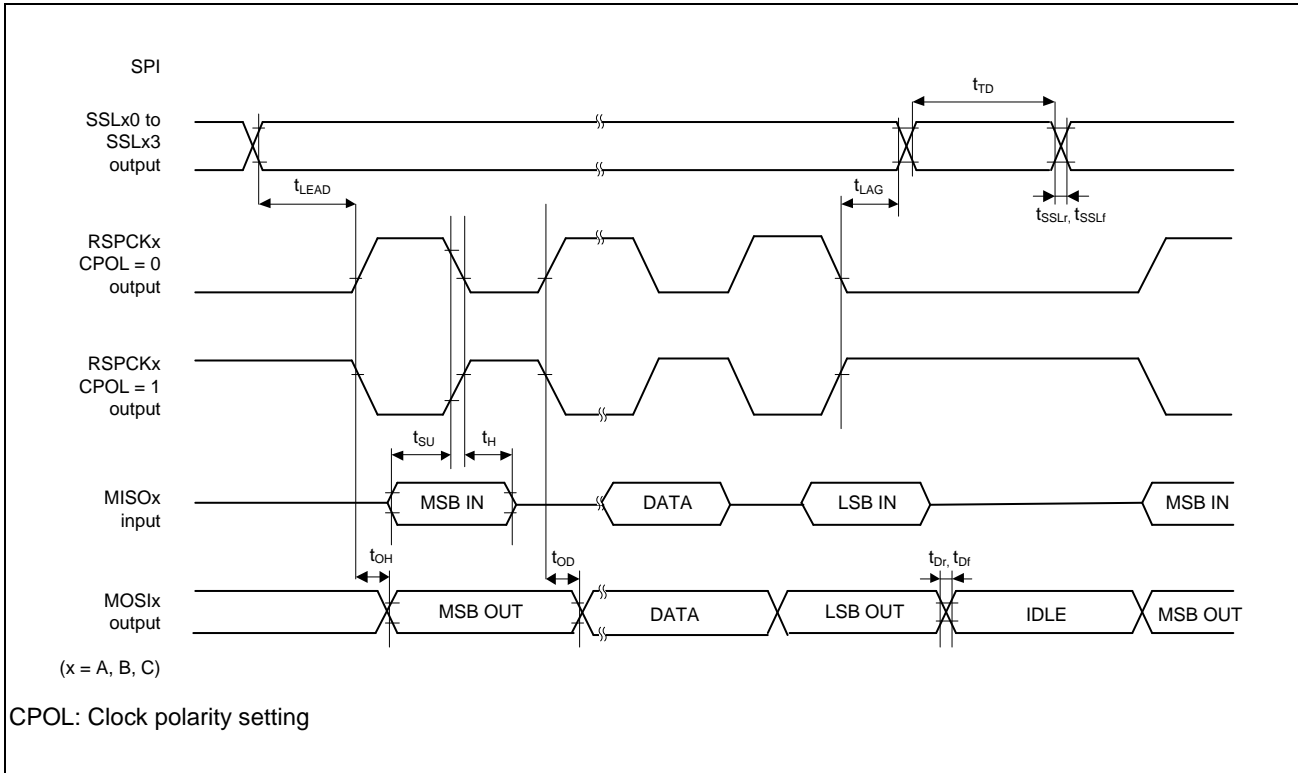 SPI
tTD
SSLx0 to
SSLx3
output
tLEAD
tLAG
tSSLr, tSSLf
RSPCKx
CPOL = 0
output
RSPCKx
CPOL = 1
output
tSU
tH
MISOx
input
MSB IN
DATA
LSB IN
MSB IN
tOH
tOD
tDr, tDf
MOSIx
output
MSB OUT
DATA
LSB OUT
IDLE
MSB OUT
(x = A, B, C)
CPOL: Clock polarity setting